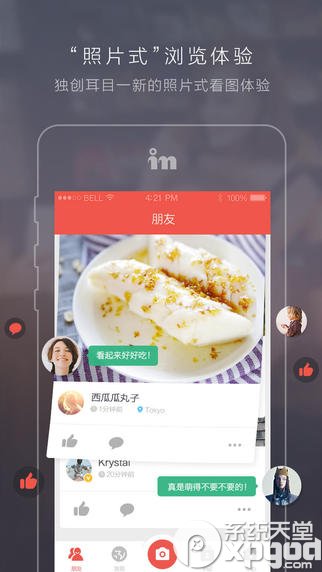 “照片式”浏览体验
独创耳目一新的照片式看图体验
im
BELL
4:21 PM
100%
朋友
看起来好好吃！
西瓜瓜丸子
1分钟前
Tokyo
Krystal
20分钟前
真是萌得不要不要的！
系统天堂
xpgod
.com
朋友